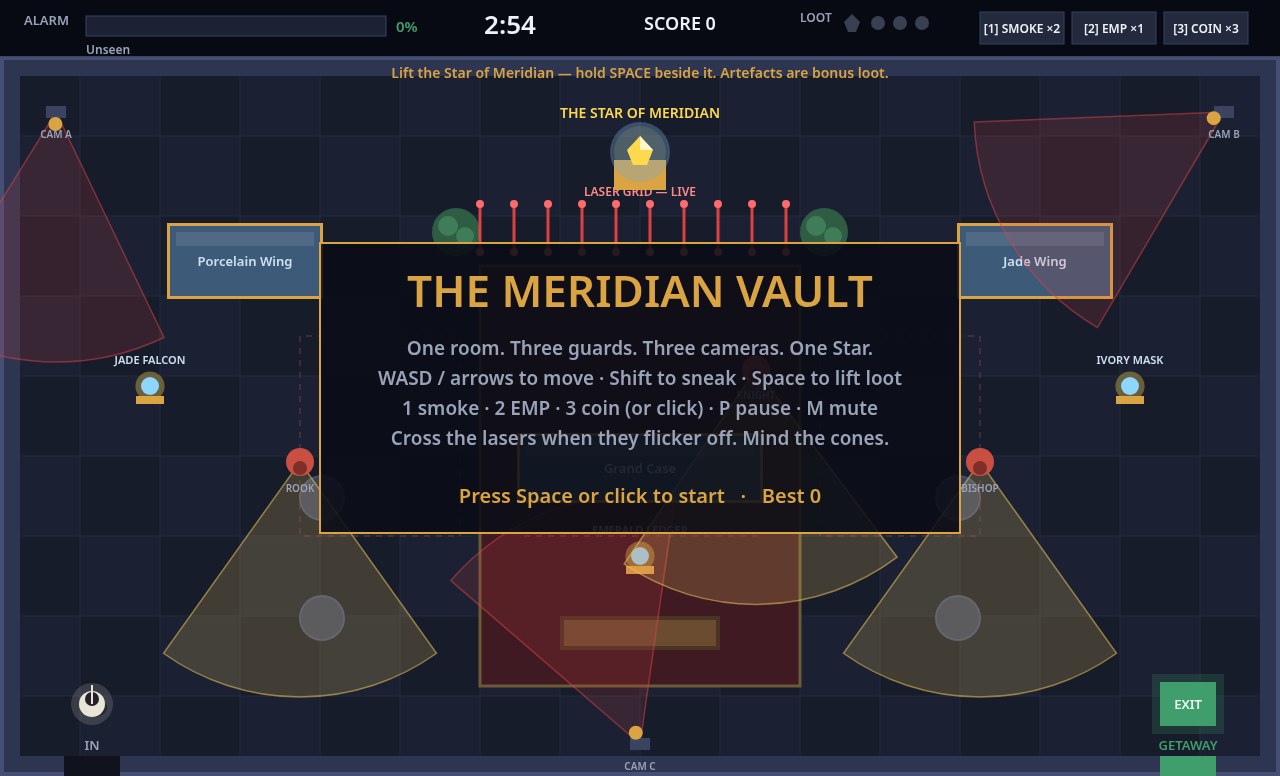 ALARM
0%
2:54
SCORE 0
LOOT
[1] SMOKE ×2
[2] EMP ×1
[3] COIN ×3
Unseen
Lift the Star of Meridian — hold SPACE beside it. Artefacts are bonus loot.
THE STAR OF MERIDIAN
CAM A
CAM B
LASER GRID — LIVE
Porcelain Wing
Jade Wing
THE MERIDIAN VAULT
One room. Three guards. Three cameras. One Star.
JADE FALCON
IVORY MASK
WASD / arrows to move · Shift to sneak · Space to lift loot
KNIGHT
1 smoke · 2 EMP · 3 coin (or click) · P pause · M mute
Cross the lasers when they flicker off. Mind the cones.
Grand Case
ROOK
BISHOP
Press Space or click to start · Best 0
EMERALD LEDGER
EXIT
IN
GETAWAY
CAM C